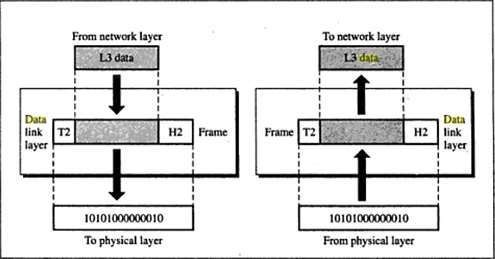 From network layer
L3 data
Data
link
layer
T2
H2
Frame
10101000000010
To physical layer
To network layer
L3 data
Frame
T2
H2
Data
link
layer
10101000000010
From physical layer